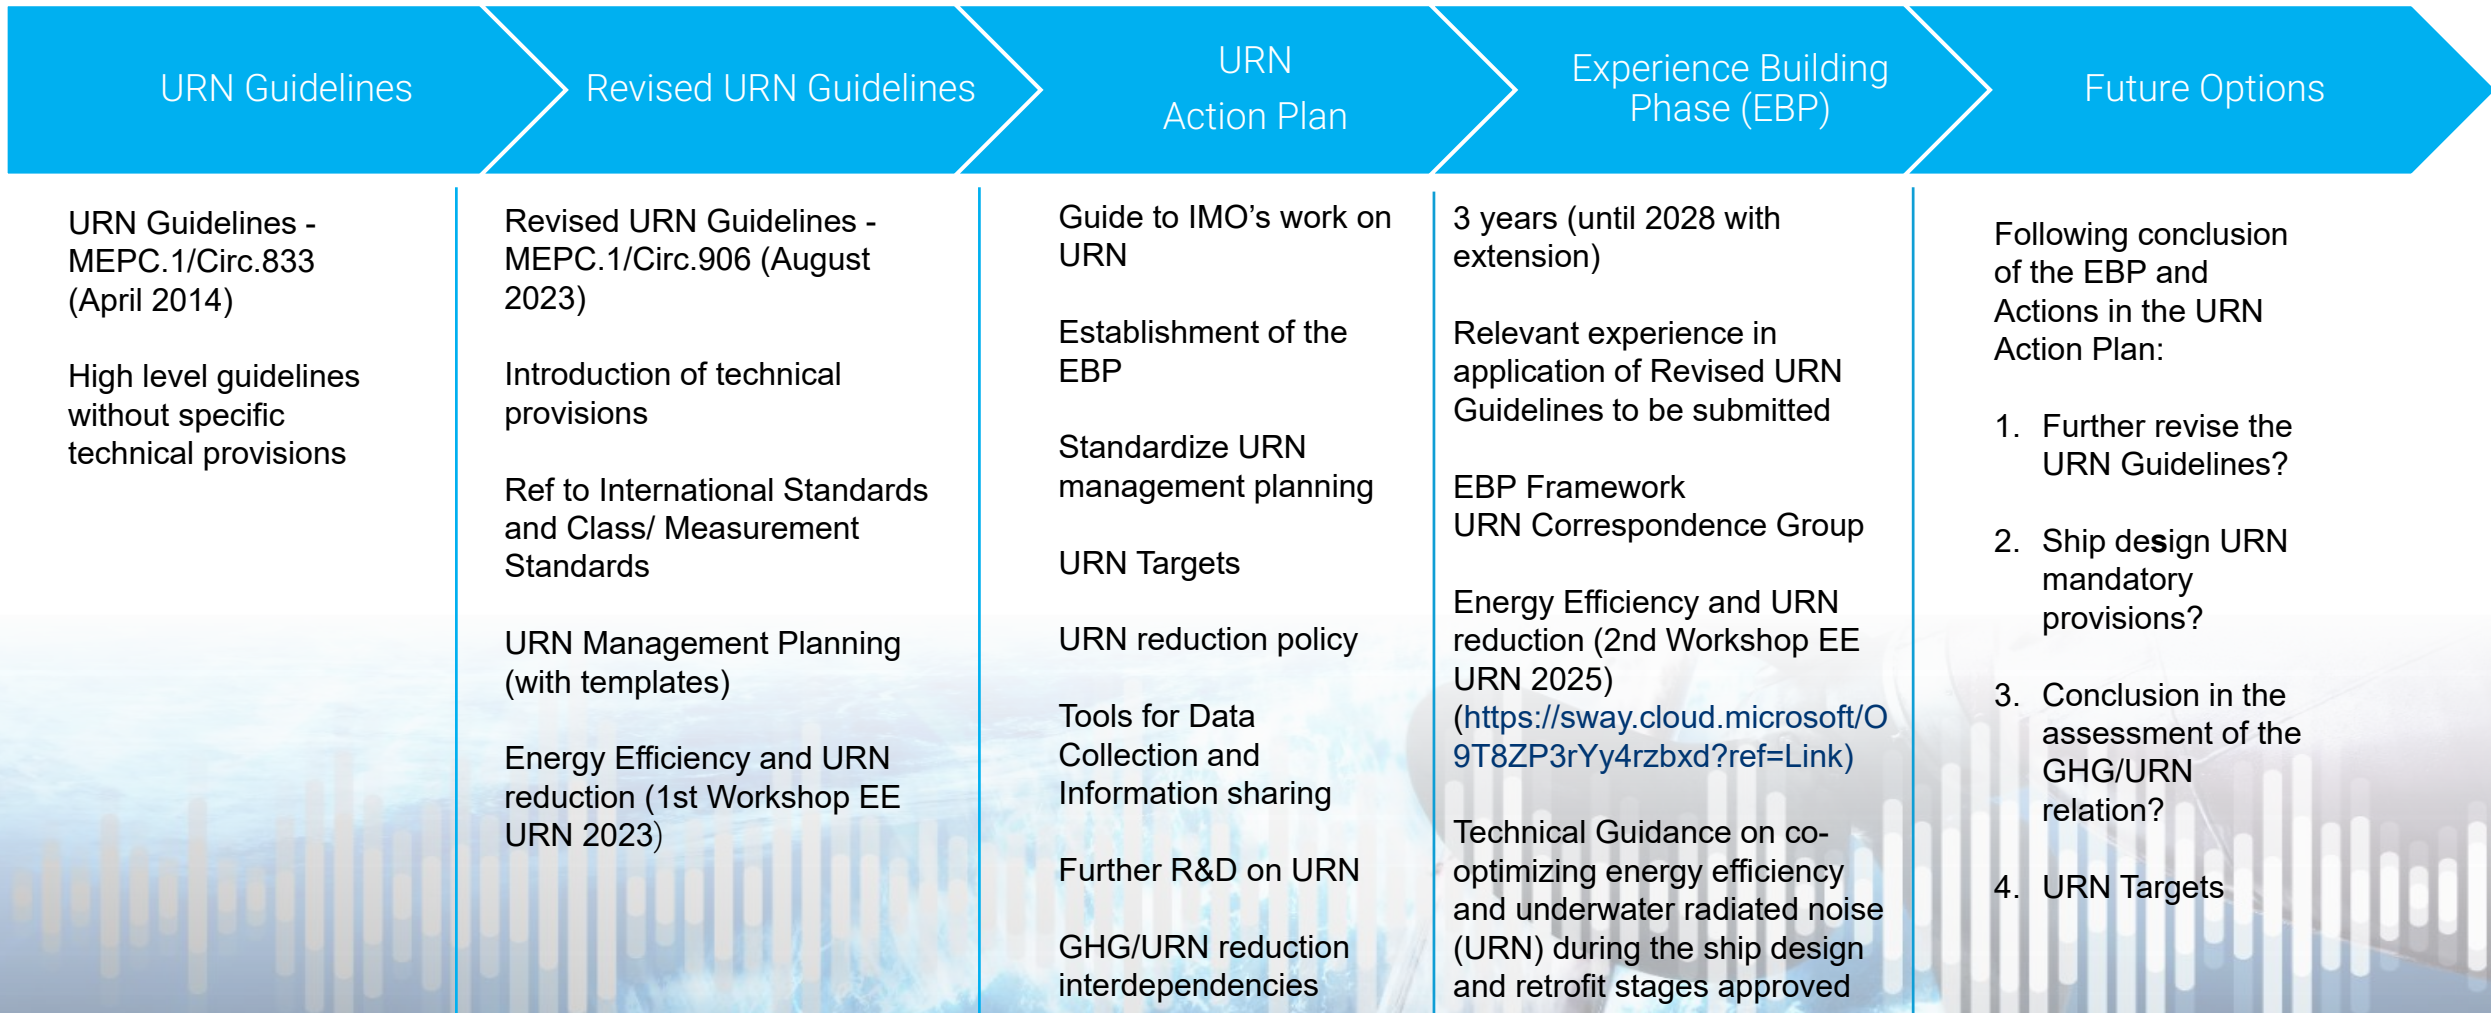 URN Guidelines
Revised URN Guidelines
URN
Action Plan
Experience Building
Phase (EBP)
Future Options
URN Guidelines -
MEPC.1/Circ.833
(April 2014)
High level guidelines
without specific
technical provisions
Revised URN Guidelines -
MEPC.1/Circ.906 (August
2023)
Introduction of technical
provisions
Ref to International Standards
and Class/ Measurement
Standards
URN Management Planning
(with templates)
Energy Efficiency and URN
reduction (1st Workshop EE
URN 2023)
Guide to IMO’s work on
URN
Establishment of the
EBP
Standardize URN
management planning
URN Targets
URN reduction policy
Tools for Data
Collection and
Information sharing
Further R&D on URN
GHG/URN reduction
interdependencies
3 years (until 2028 with
extension)
Relevant experience in
application of Revised URN
Guidelines to be submitted
EBP Framework
URN Correspondence Group
Energy Efficiency and URN
reduction (2nd Workshop EE
URN 2025)
(https://sway.cloud.microsoft/O
9T8ZP3rYy4rzbxd?ref=Link)
Technical Guidance on co-
optimizing energy efficiency
and underwater radiated noise
(URN) during the ship design
and retrofit stages approved
Following conclusion
of the EBP and
Actions in the URN
Action Plan:
1. Further revise the
URN Guidelines?
2. Ship design URN
mandatory
provisions?
3. Conclusion in the
assessment of the
GHG/URN
relation?
4. URN Targets